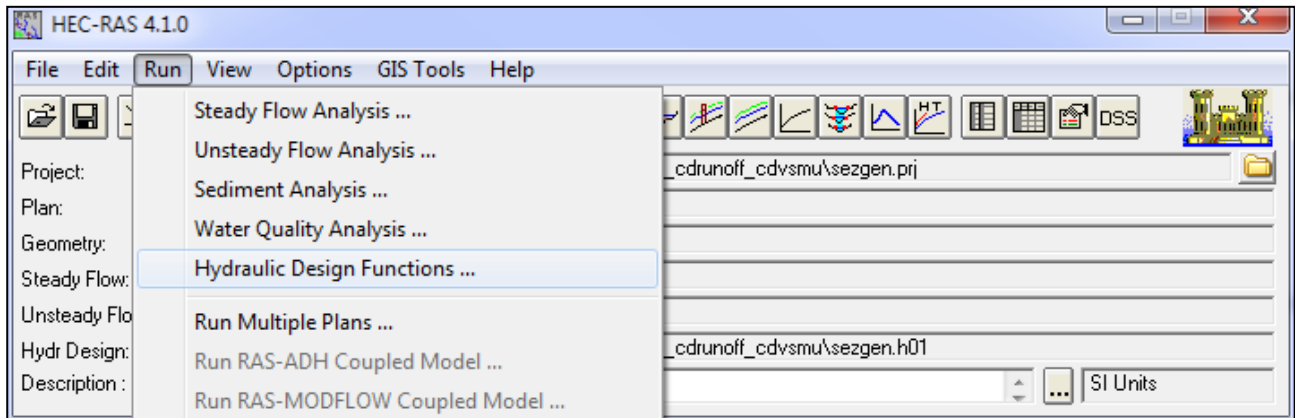 HEC-RAS 4.1.0
File Edit Run View Options GIS Tools Help
Steady Flow Analysis ...
Unsteady Flow Analysis ...
Sediment Analysis ...
Water Quality Analysis ...
Hydraulic Design Functions ...
Run Multiple Plans ...
Run RAS-ADH Coupled Model ...
Run RAS-MODFLOW Coupled Model ...
HT
DSS
Project:
_cdrunoff_cdvsmu\sezgen.prj
Plan:
Geometry:
Steady Flow:
Unsteady Flo
Hydr Design:
_cdrunoff_cdvsmu\sezgen.h01
Description :
...
SI Units